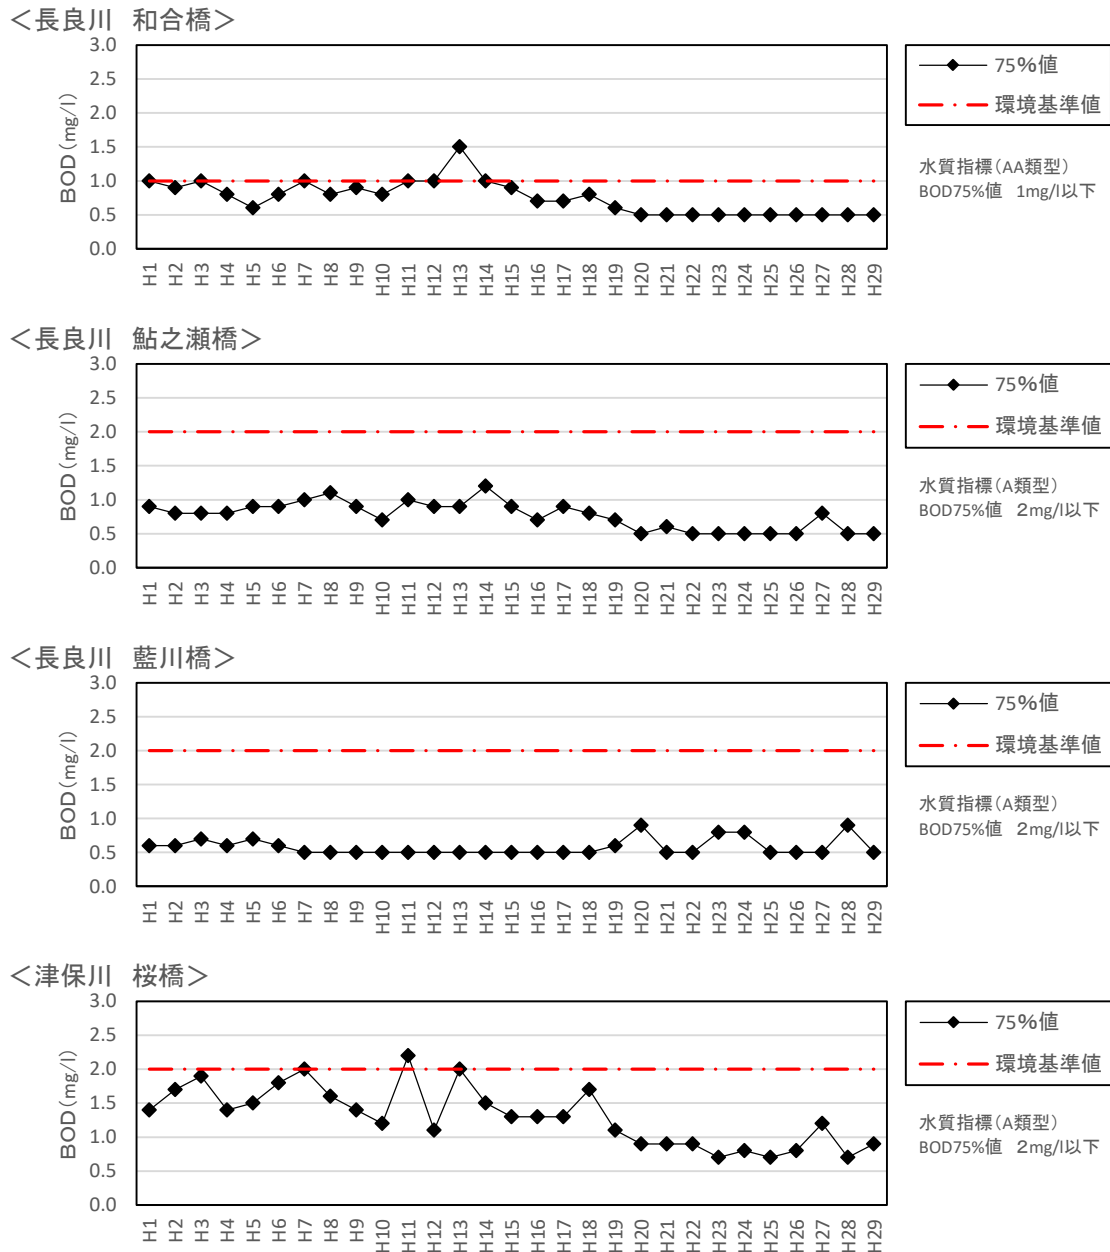 ＜長良川　和合橋＞
3.0
2.5
2.0
1.5
1.0
0.5
0.0
BOD(mg/l)
H1 H2 H3 H4 H5 H6 H7 H8 H9 H10 H11 H12 H13 H14 H15 H16 H17 H18 H19 H20 H21 H22 H23 H24 H25 H26 H27 H28 H29
75%値
環境基準値
水質指標(AA類型)
BOD75%値　1mg/l以下
＜長良川　鮎之瀬橋＞
3.0
2.5
2.0
1.5
1.0
0.5
0.0
BOD(mg/l)
H1 H2 H3 H4 H5 H6 H7 H8 H9 H10 H11 H12 H13 H14 H15 H16 H17 H18 H19 H20 H21 H22 H23 H24 H25 H26 H27 H28 H29
75%値
環境基準値
水質指標(A類型)
BOD75%値　2mg/l以下
＜長良川　藍川橋＞
3.0
2.5
2.0
1.5
1.0
0.5
0.0
BOD(mg/l)
H1 H2 H3 H4 H5 H6 H7 H8 H9 H10 H11 H12 H13 H14 H15 H16 H17 H18 H19 H20 H21 H22 H23 H24 H25 H26 H27 H28 H29
75%値
環境基準値
水質指標(A類型)
BOD75%値　2mg/l以下
＜津保川　桜橋＞
3.0
2.5
2.0
1.5
1.0
0.5
0.0
BOD(mg/l)
H1 H2 H3 H4 H5 H6 H7 H8 H9 H10 H11 H12 H13 H14 H15 H16 H17 H18 H19 H20 H21 H22 H23 H24 H25 H26 H27 H28 H29
75%値
環境基準値
水質指標(A類型)
BOD75%値　2mg/l以下